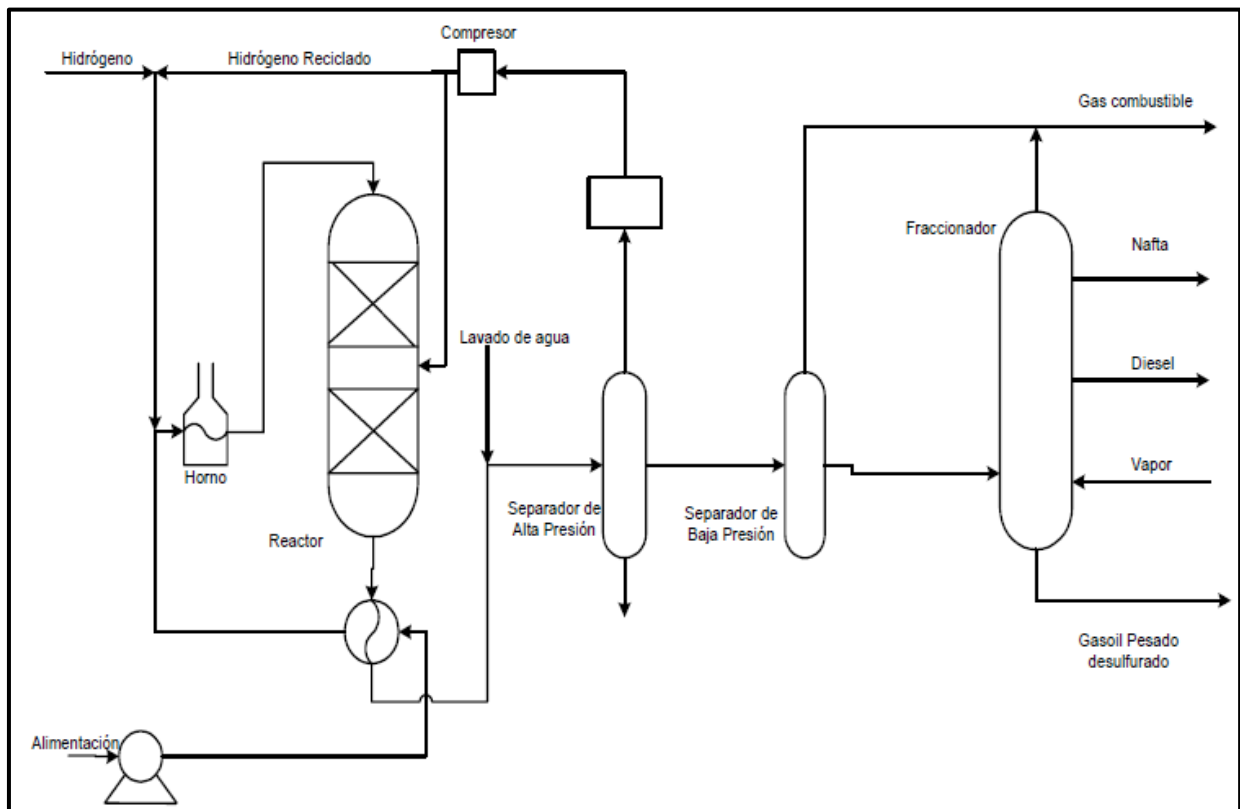 Compresor
Hidrógeno
Hidrógeno Reciclado
Gas combustible
Fraccionador
Nafta
Lavado de agua
Diesel
Vapor
Horno
Separador de
Alta Presión
Separador de
Baja Presión
Reactor
Gasoil Pesado
desulfurado
Alimentación